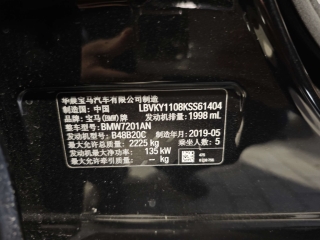 华晨宝马汽车有限公司制造
制造国：中国 LBVKY1108KSS61404
品牌：宝马(BMW)牌 发动机排量：1998 mL
整车型号：BMW7201AN
发动机型号：B48B20C 制造年月：2019-05
最大允许总质量：2225 kg 乘坐人数：5
发动机最大净功率：135 kW
最大允许牵引质量：-- kg